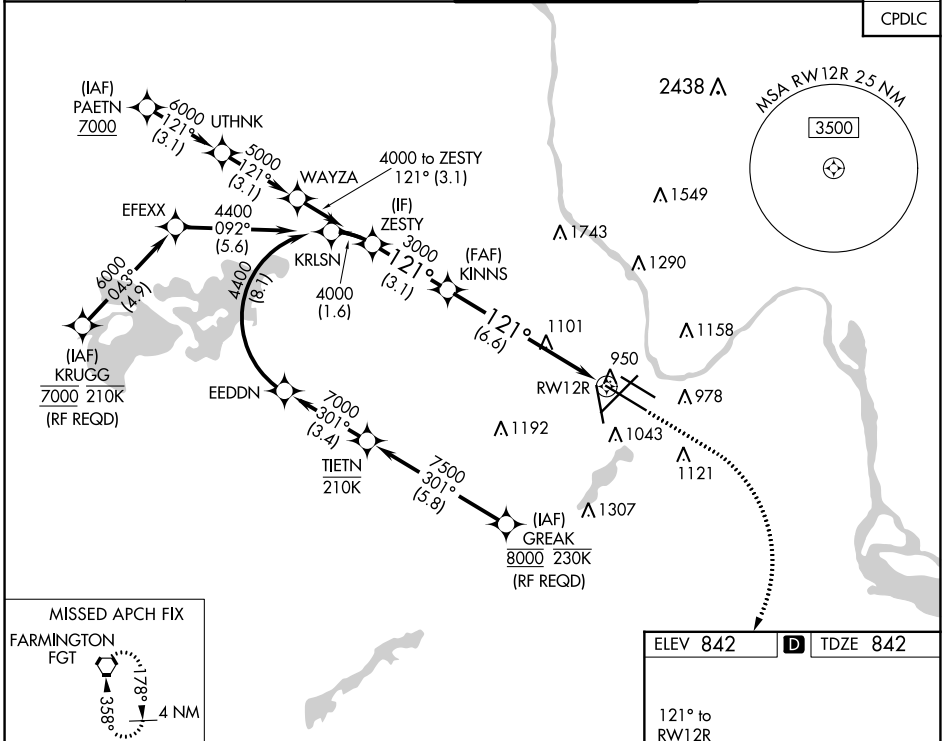 CPDLC
(IAF)
PAETN
7000
6000
121°
(3.1)
UTHNK
5000
121°
(3.1)
WAYZA
4000 to ZESTY
121° (3.1)
EFEXX
4400
092°
(5.6)
(IF)
ZESTY
KRLSN
3000
121°
(3.1)
(FAF)
KINNS
4000
(1.6)
6000
043°
(4.9)
(IAF)
KRUGG
7000 210K
(RF REQD)
4400
(8.1)
EEDDN
7000
301°
(3.4)
TIETN
210K
7500
301°
(5.8)
(IAF)
GREAK
8000 230K
(RF REQD)
121°
(6.6)
RW12R
2438
1549
1743
1290
1158
1101
950
978
1192
1043
1121
1307
MSA RW12R 25 NM
3500
MISSED APCH FIX
FARMINGTON
FGT
178°
358°
4 NM
ELEV 842
D
TDZE 842
121° to
RW12R